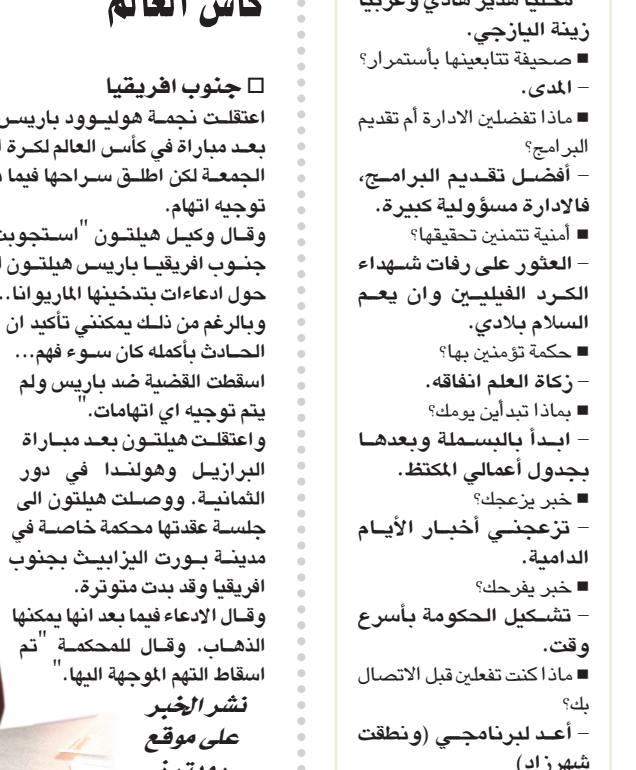 محليا هدير هادي وعربيا
زينة اليازجي.
■ صحيفة تتابعينها بأستمرار؟
– المدى.
■ ماذا تفضلين الادارة أم تقديم
البرامج؟
– أفضل تقديم البرامج،
فالادارة مسؤولية كبيرة.
■ أمنية تتمنين تحقيقها؟
– العثور على رفات شهداء
الكرد الفيليين وان يعم
السلام بلادي.
■ حكمة تؤمنين بها؟
– زكاة العلم انفاقه.
■ بماذا تبدأين يومك؟
– ابدأ بالبسملة وبعدها
بجدول أعمالي المكتظ.
■ خبر يزعجك؟
– تزعجني أخبار الأيام
الدامية.
■ خبر يفرحك؟
– تشكيل الحكومة بأسرع
وقت.
■ ماذا كنت تفعلين قبل الاتصال
بك؟
– أعد لبرنامجي (ونطقت
شهرزاد)
كأس العالم
□ جنوب افريقيا
اعتقلت نجمة هوليوود باريس
بعد مباراة في كأس العالم لكرة
الجمعة لكن اطلق سراحها فيما
توجيه اتهام.
وقال وكيل هيلتون "استجوبت
جنوب افريقيا باريس هيلتون
حول ادعاءات بتدخينها الماريوانا..
وبالرغم من ذلك يمكنني تأكيد ان
الحادث بأكمله كان سوء فهم...
اسقطت القضية ضد باريس ولم
يتم توجيه اي اتهامات."
واعتقلت هيلتون بعد مباراة
البرازيل وهولندا في دور
الثمانية. ووصلت هيلتون الى
جلسة عقدتها محكمة خاصة في
مدينة بورت اليزابيث بجنوب
افريقيا وقد بدت متوترة.
وقال الادعاء فيما بعد انها يمكنها
الذهاب. وقال للمحكمة "تم
اسقاط التهم الموجهة اليها."
نشر الخبر
على موقع